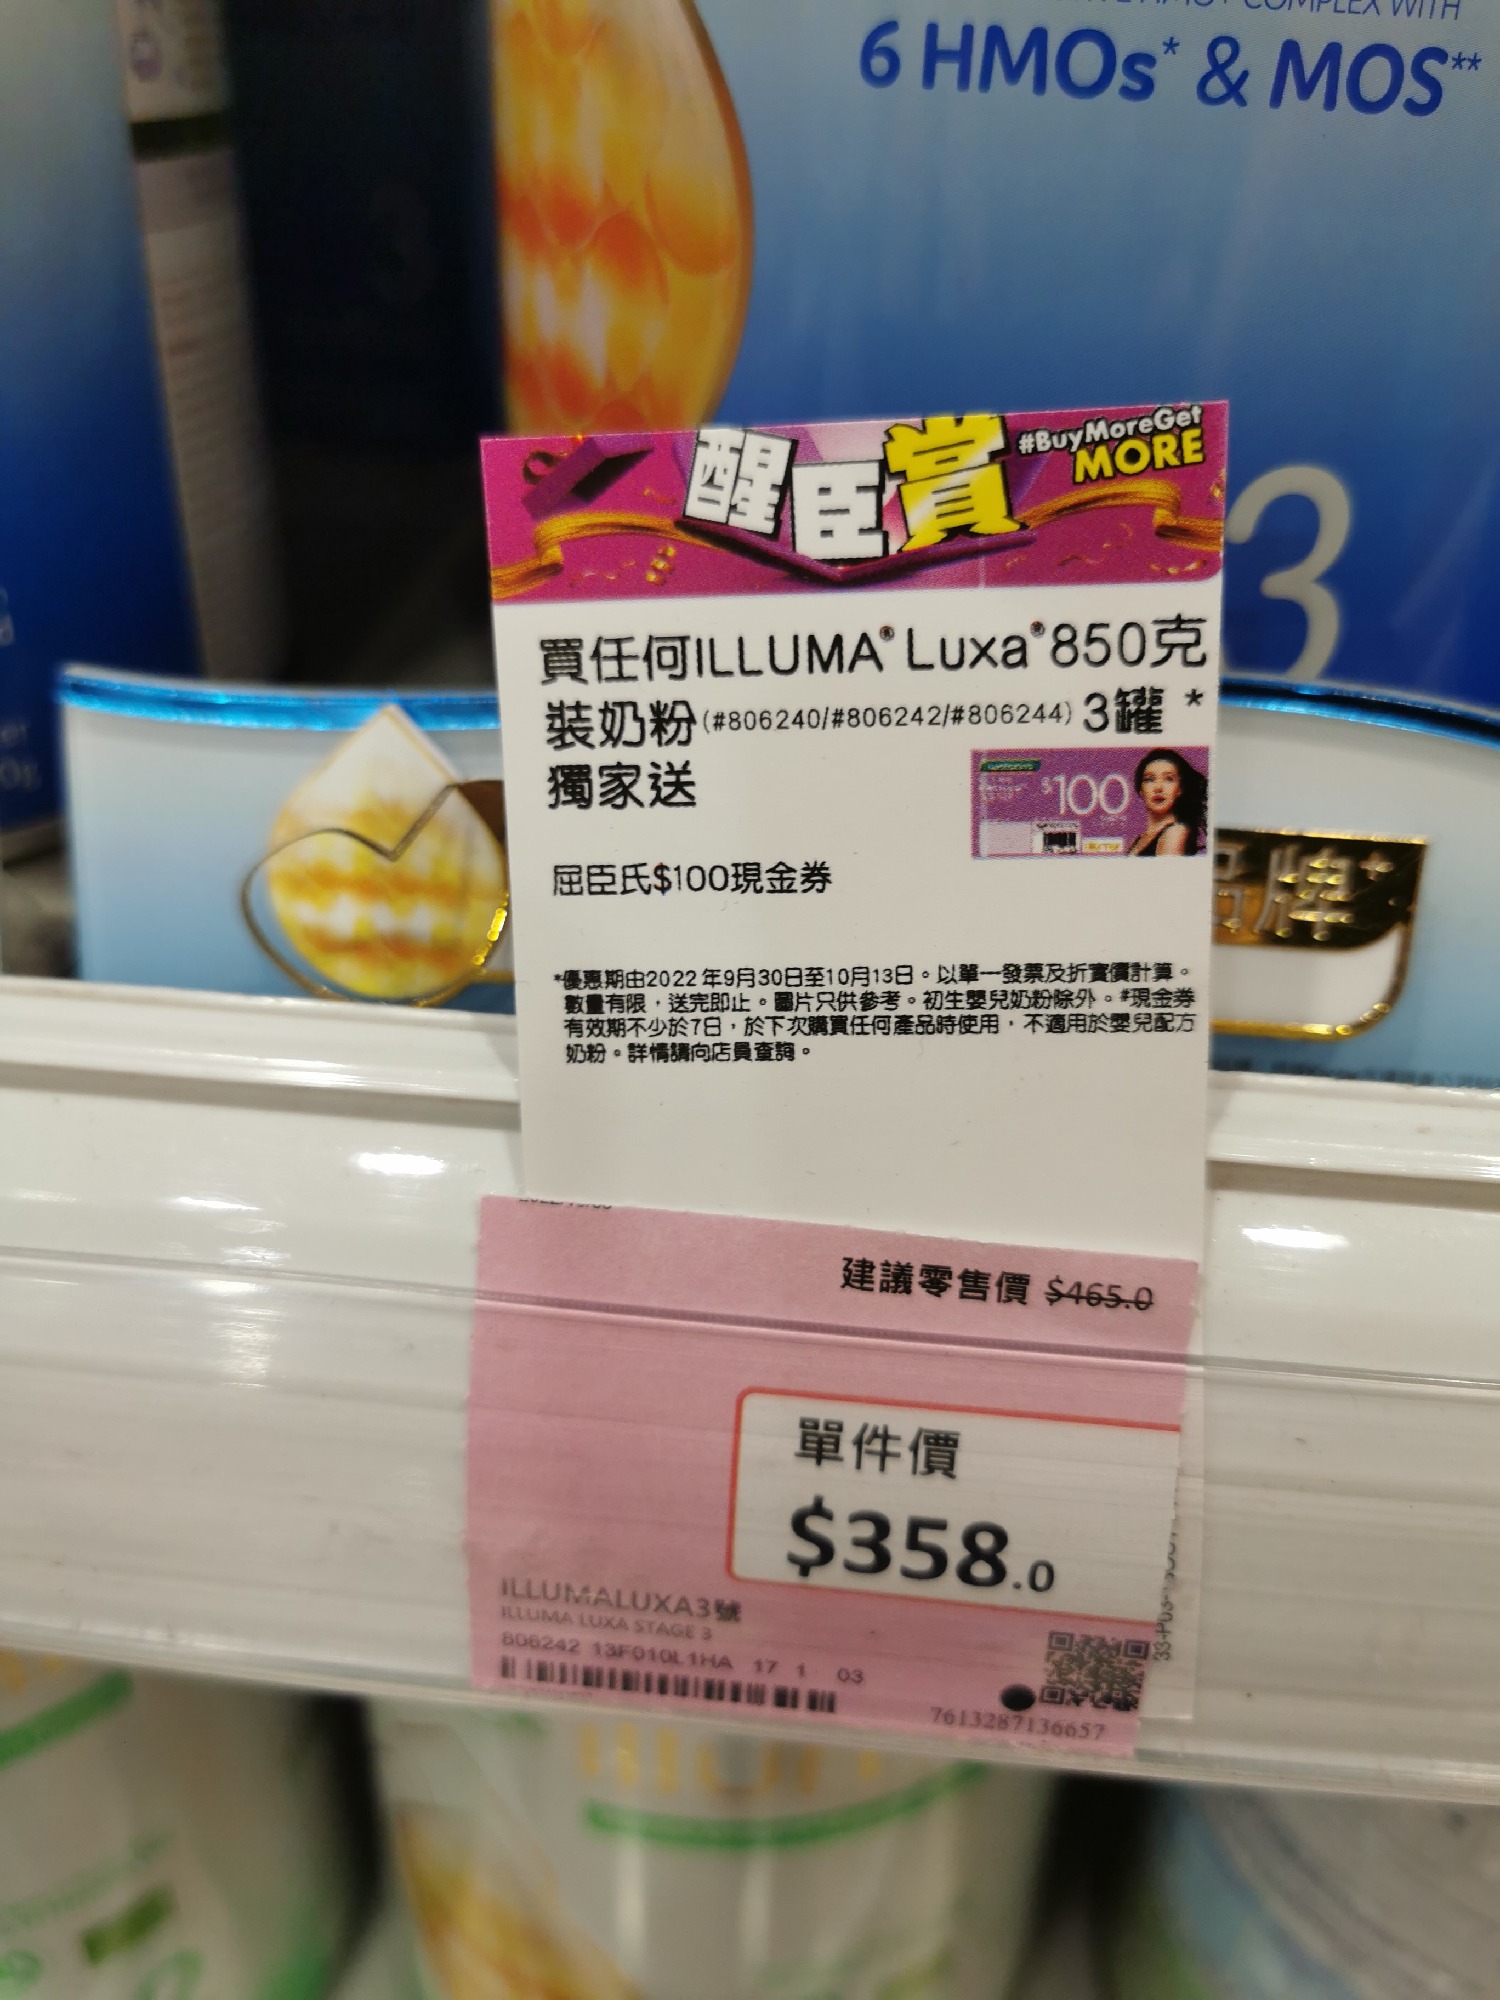 COMPLEX WITH
6 HMOs* & MOS**
3
醒臣賞
#BuyMoreGet
MORE
買任何ILLUMA® Luxa®850克
裝奶粉(#806240/#806242/#806244) 3罐*
獨家送
$100
屈臣氏$100現金券
牌+
*優惠期由2022年9月30日至10月13日。以單一發票及折實價計算。
數量有限，送完即止。圖片只供參考。初生嬰兒奶粉除外。#現金券
有效期不少於7日，於下次購買任何產品時使用，不適用於嬰兒配方
奶粉。詳情請向店員查詢。
建議零售價 $465.0
單件價
$358.0
ILLUMALUXA3號
ILLUMA LUXA STAGE 3
806242 13F010L1HA 17 1 03
7613287136657